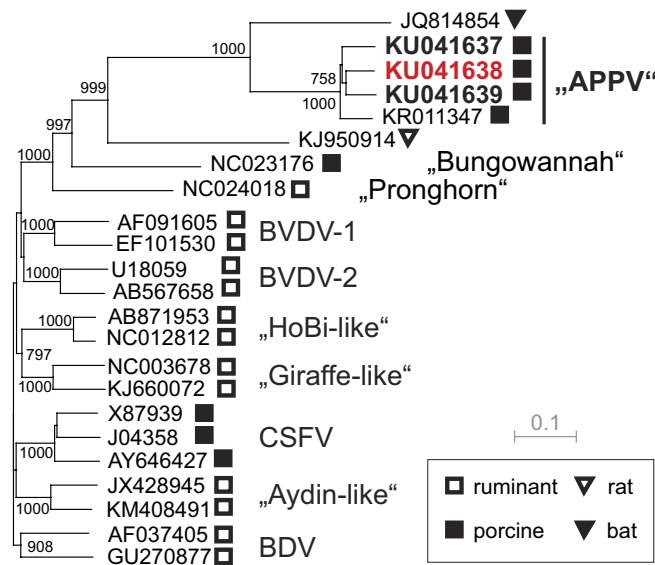 JQ814854
1000
KU041637
KU041638
758
„APPV“
KU041639
999
1000
KR011347
997
KJ950914
1000
NC023176
„Bungowannah“
NC024018
„Pronghorn“
AF091605
1000
BVDV-1
EF101530
U18059
1000
BVDV-2
AB567658
AB871953
1000
„HoBi-like“
NC012812
797
NC003678
„Giraffe-like“
1000
KJ660072
X87939
J04358
CSFV
0.1
1000
AY646427
JX428945
„Aydin-like“
1000
KM408491
ruminant
rat
AF037405
porcine
bat
908
BDV
GU270877